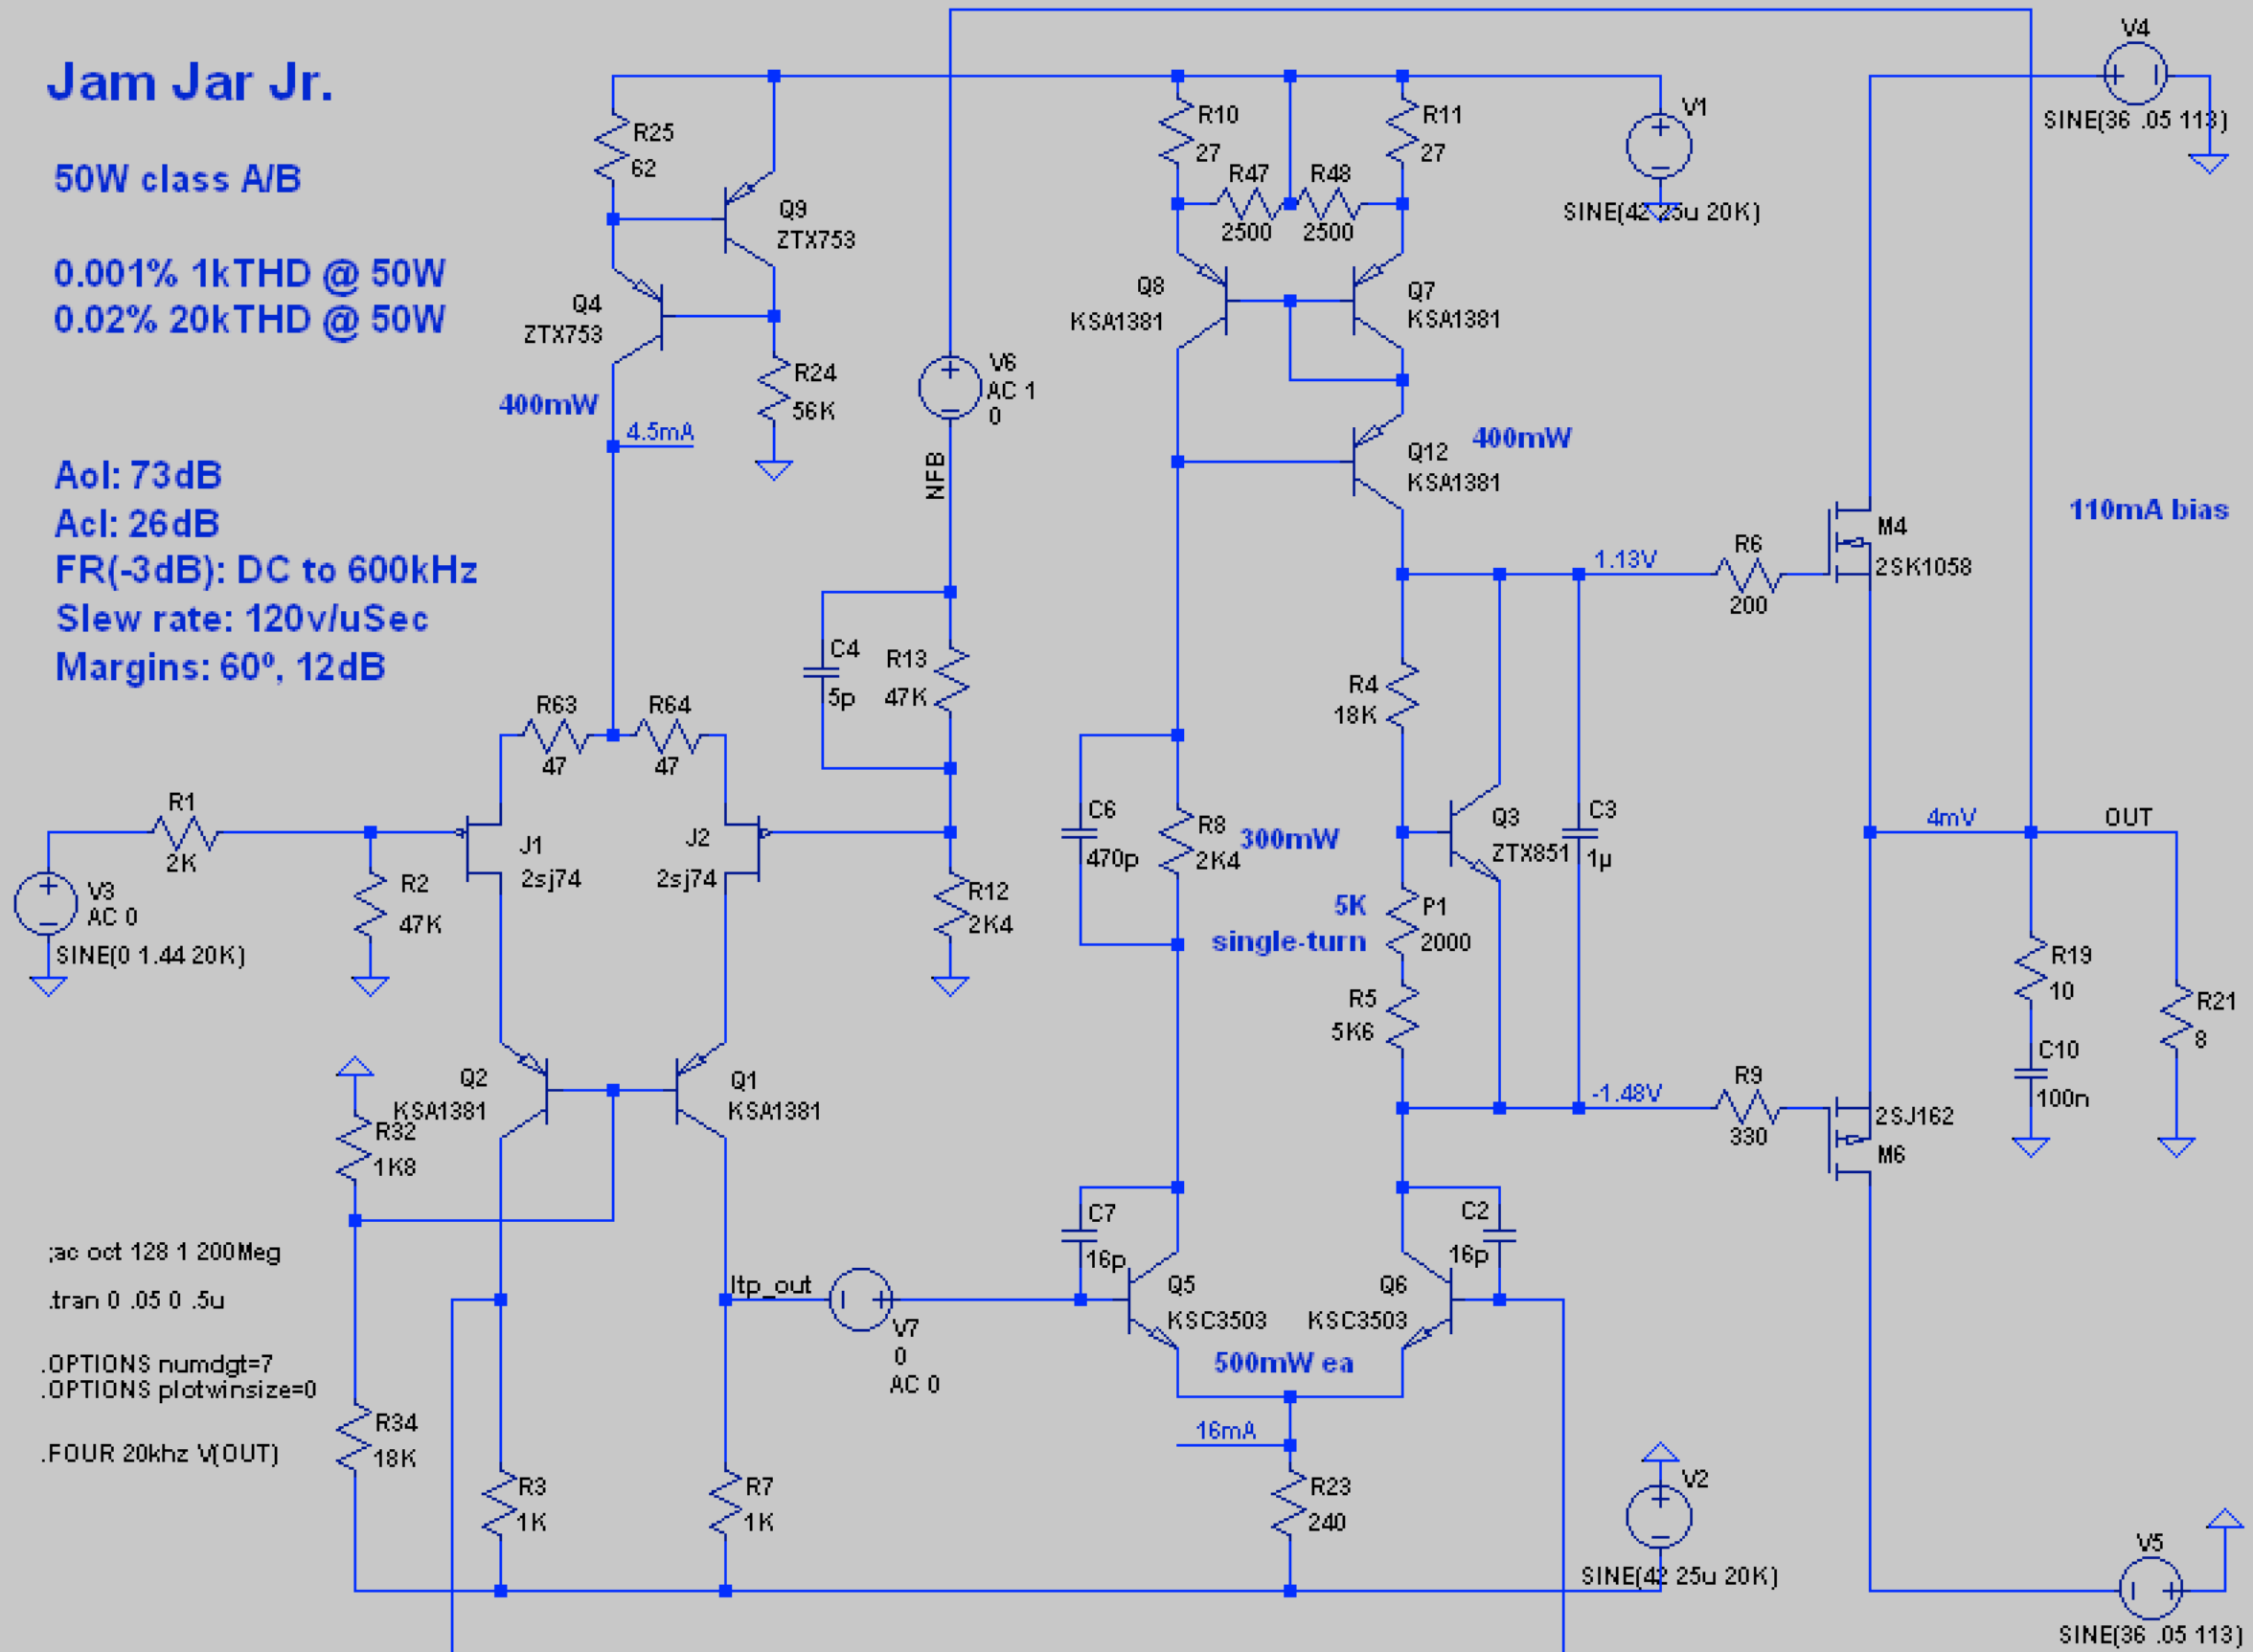 Jam Jar Jr.
50W class A/B
0.001% 1kTHD @ 50W
0.02% 20kTHD @ 50W
Aol: 73dB
Acl: 26dB
FR(-3dB): DC to 600kHz
Slew rate: 120v/uSec
Margins: 60º, 12dB
R25
62
Q9
ZTX753
Q4
ZTX753
400mW
4.5mA
R24
56K
V6
AC 1
0
NFB
R10
27
R11
27
R47
2500
R48
2500
V1
SINE(42 25u 20K)
V4
SINE(36 .05 113)
Q8
KSA1381
Q7
KSA1381
400mW
Q12
KSA1381
110mA bias
M4
2SK1058
1.13V
R6
200
C4
5p
R13
47K
R63
47
R64
47
R4
18K
R1
2K
J1
2sj74
J2
2sj74
V3
AC 0
SINE(0 1.44 20K)
R2
47K
R12
2K4
C6
470p
R8
2K4
300mW
Q3
ZTX851
C3
1µ
4mV
OUT
5K
single-turn
P1
2000
R5
5K6
R19
10
R21
8
C10
100n
Q2
KSA1381
Q1
KSA1381
R32
1K8
-1.48V
R9
330
2SJ162
M6
;ac oct 128 1 200Meg
.tran 0 .05 0 .5u
.OPTIONS numdgt=7
.OPTIONS plotwinsize=0
.FOUR 20khz V(OUT)
ltp_out
V7
0
AC 0
C7
16p
C2
16p
Q5
KSC3503
Q6
KSC3503
500mW ea
16mA
R34
18K
R3
1K
R7
1K
R23
240
V2
SINE(42 25u 20K)
V5
SINE(36 .05 113)